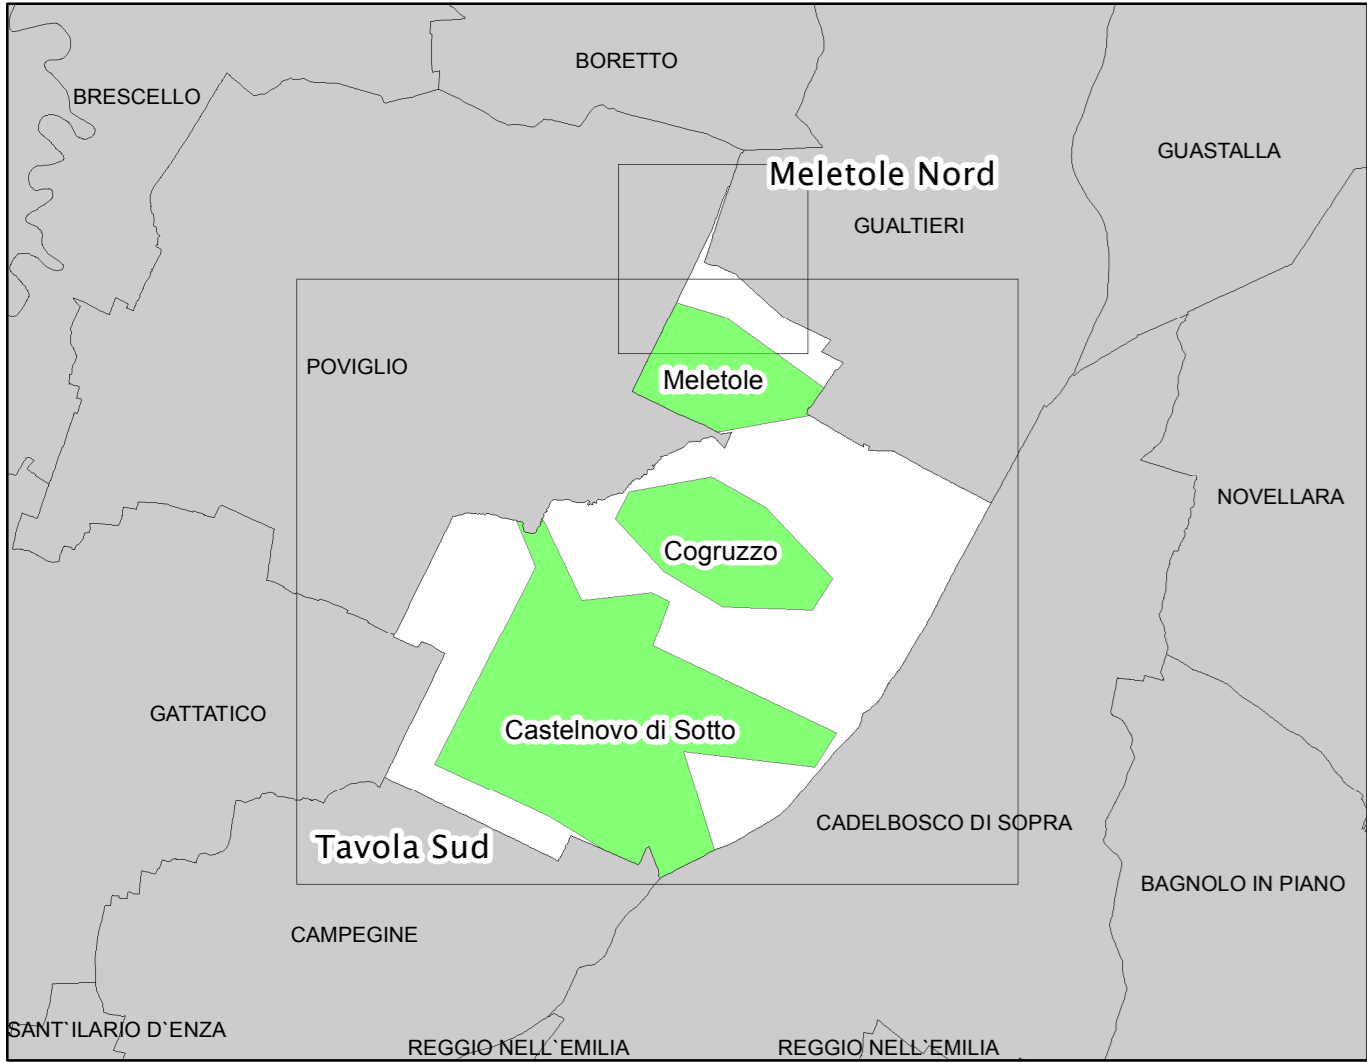 BORETTO
BRESCELLO
GUASTALLA
Meletole Nord
GUALTIERI
POVIGLIO
Meletole
NOVELLARA
Cogruzzo
GATTATICO
Castelnovo di Sotto
CADELBOSCO DI SOPRA
Tavola Sud
BAGNOLO IN PIANO
CAMPEGINE
SANT`ILARIO D`ENZA
REGGIO NELL`EMILIA
REGGIO NELL`EMILIA